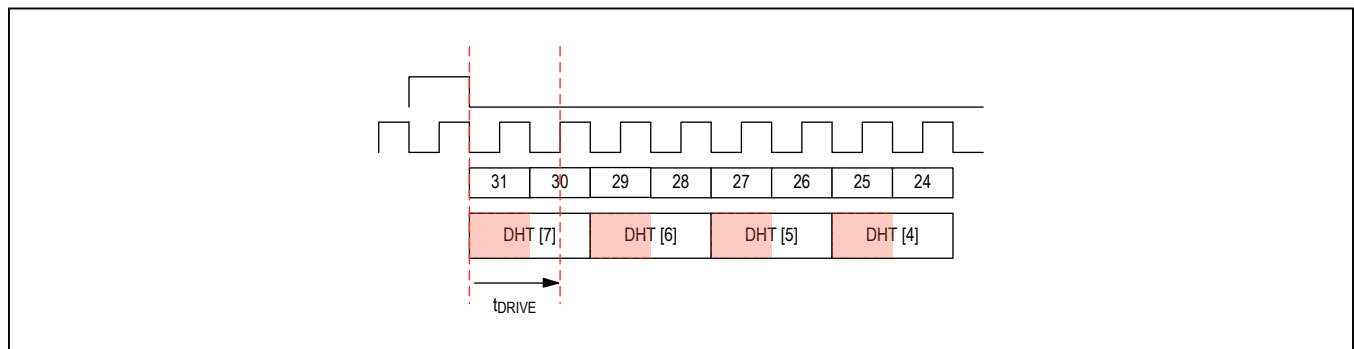 31 30 29 28 27 26 25 24
DHT [7] DHT [6] DHT [5] DHT [4]
tDRIVE